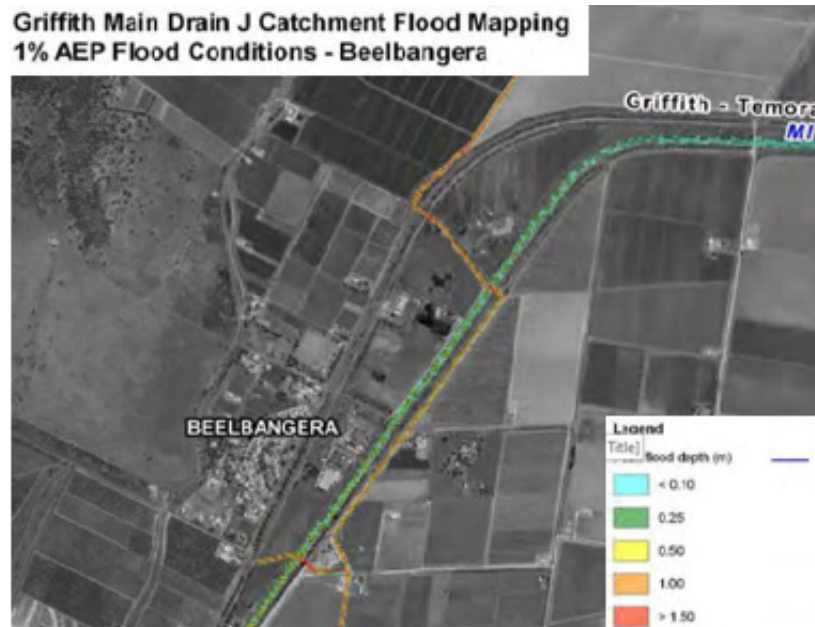 Griffith Main Drain J Catchment Flood Mapping
1% AEP Flood Conditions - Beelbangera
Griffith - Temora
MI
BEELBANGERA
Legend
Title]
flood depth (m)
< 0.10
0.25
0.50
1.00
> 1.50